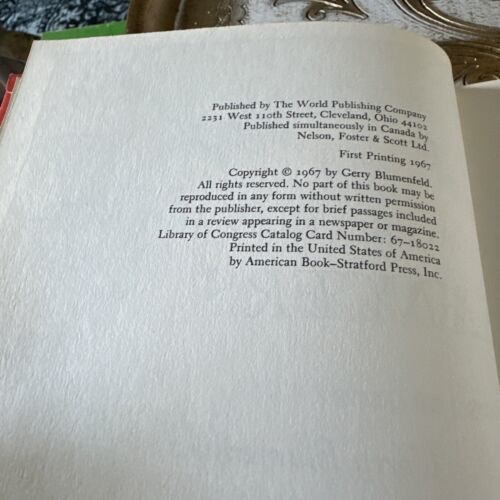 Published by The World Publishing Company
2231 West 110th Street, Cleveland, Ohio 44102
Published simultaneously in Canada by
Nelson, Foster & Scott Ltd.
First Printing 1967
Copyright © 1967 by Gerry Blumenfeld.
All rights reserved. No part of this book may be
reproduced in any form without written permission
from the publisher, except for brief passages included
in a review appearing in a newspaper or magazine.
Library of Congress Catalog Card Number: 67–18022
Printed in the United States of America
by American Book–Stratford Press, Inc.